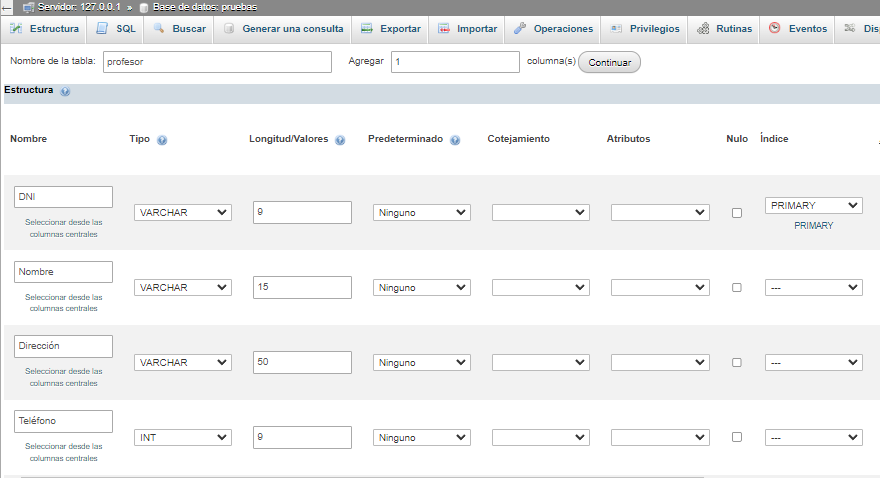 Servidor: 127.0.0.1 » Base de datos: pruebas
Estructura SQL Buscar Generar una consulta Exportar Importar Operaciones Privilegios Rutinas Eventos Dis
Nombre de la tabla: profesor Agregar 1 columna(s) Continuar
Estructura
Nombre Tipo Longitud/Valores Predeterminado Cotejamiento Atributos Nulo Índice
DNI VARCHAR 9 Ninguno PRIMARY
Seleccionar desde las
columnas centrales
PRIMARY
Nombre VARCHAR 15 Ninguno ---
Seleccionar desde las
columnas centrales
Dirección VARCHAR 50 Ninguno ---
Seleccionar desde las
columnas centrales
Teléfono INT 9 Ninguno ---
Seleccionar desde las
columnas centrales